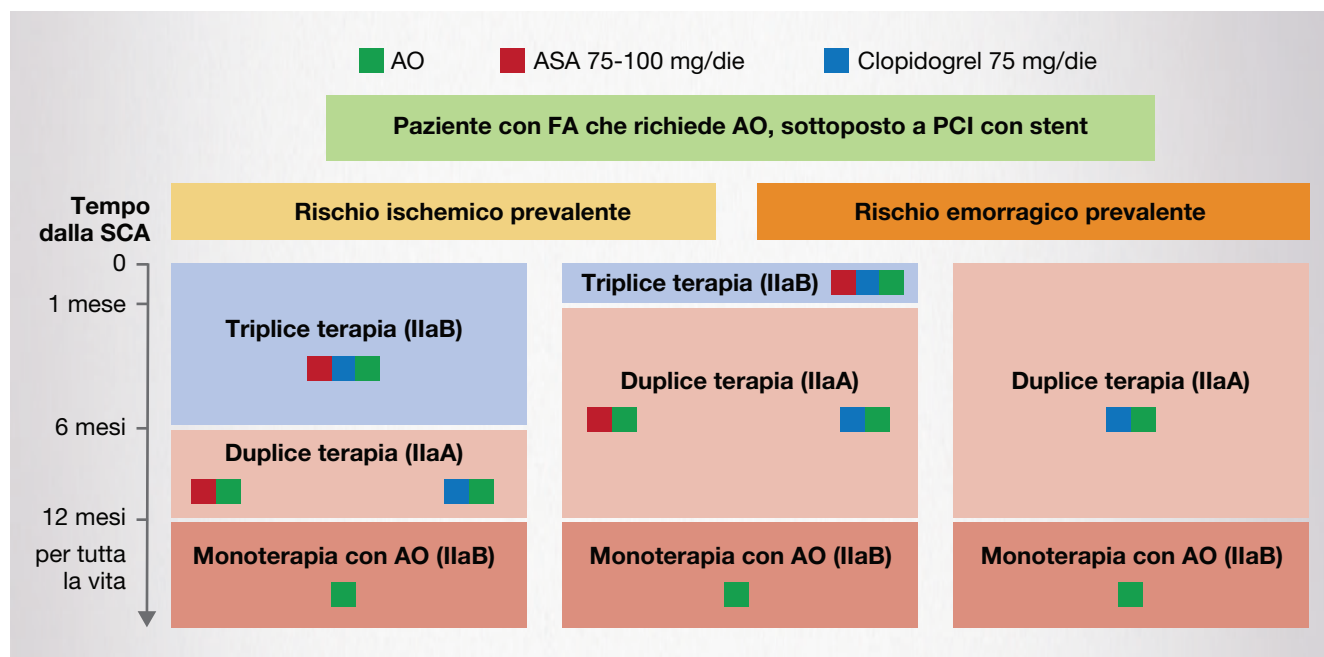 AO
ASA 75-100 mg/die
Clopidogrel 75 mg/die
Paziente con FA che richiede AO, sottoposto a PCI con stent
Tempo
dalla SCA
Rischio ischemico prevalente
Rischio emorragico prevalente
0
1 mese
6 mesi
12 mesi
per tutta
la vita
Triplice terapia (IIaB)
Duplice terapia (IIaA)
Monoterapia con AO (IIaB)
Triplice terapia (IIaB)
Duplice terapia (IIaA)
Monoterapia con AO (IIaB)
Duplice terapia (IIaA)
Monoterapia con AO (IIaB)